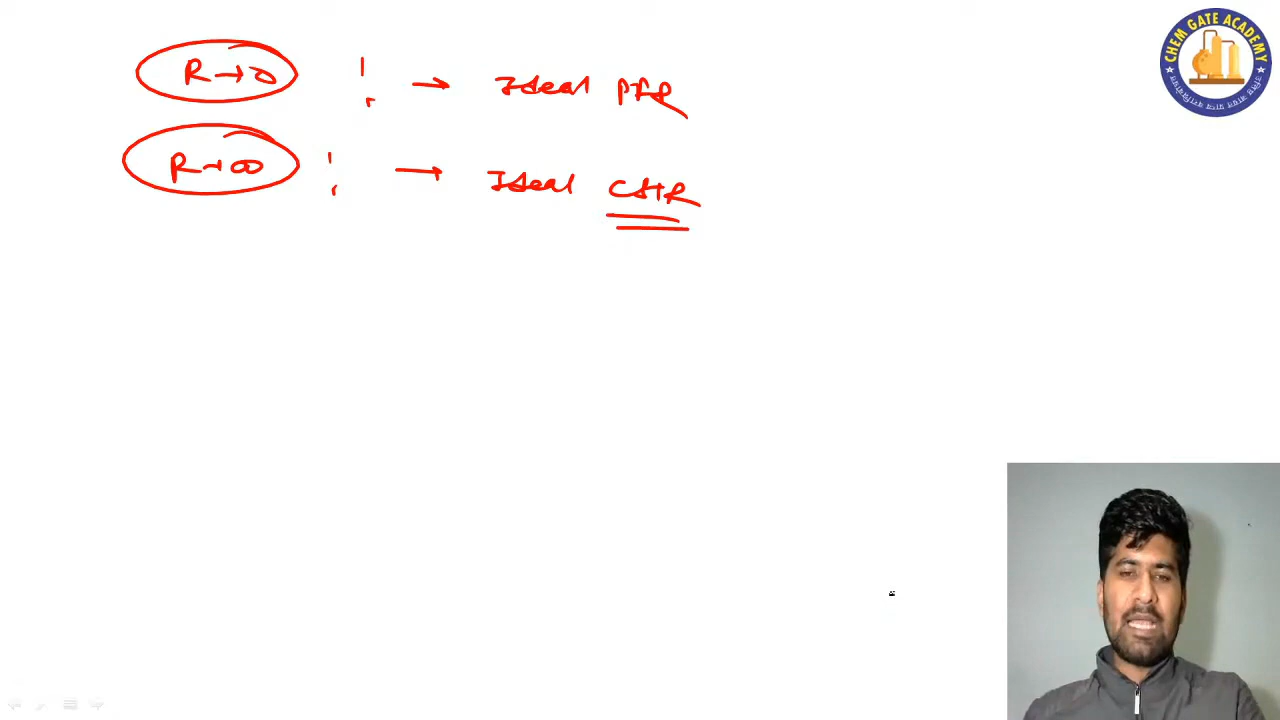 R→0 : → Ideal PFR
R→∞ : → Ideal CSTR
CHEM GATE ACADEMY